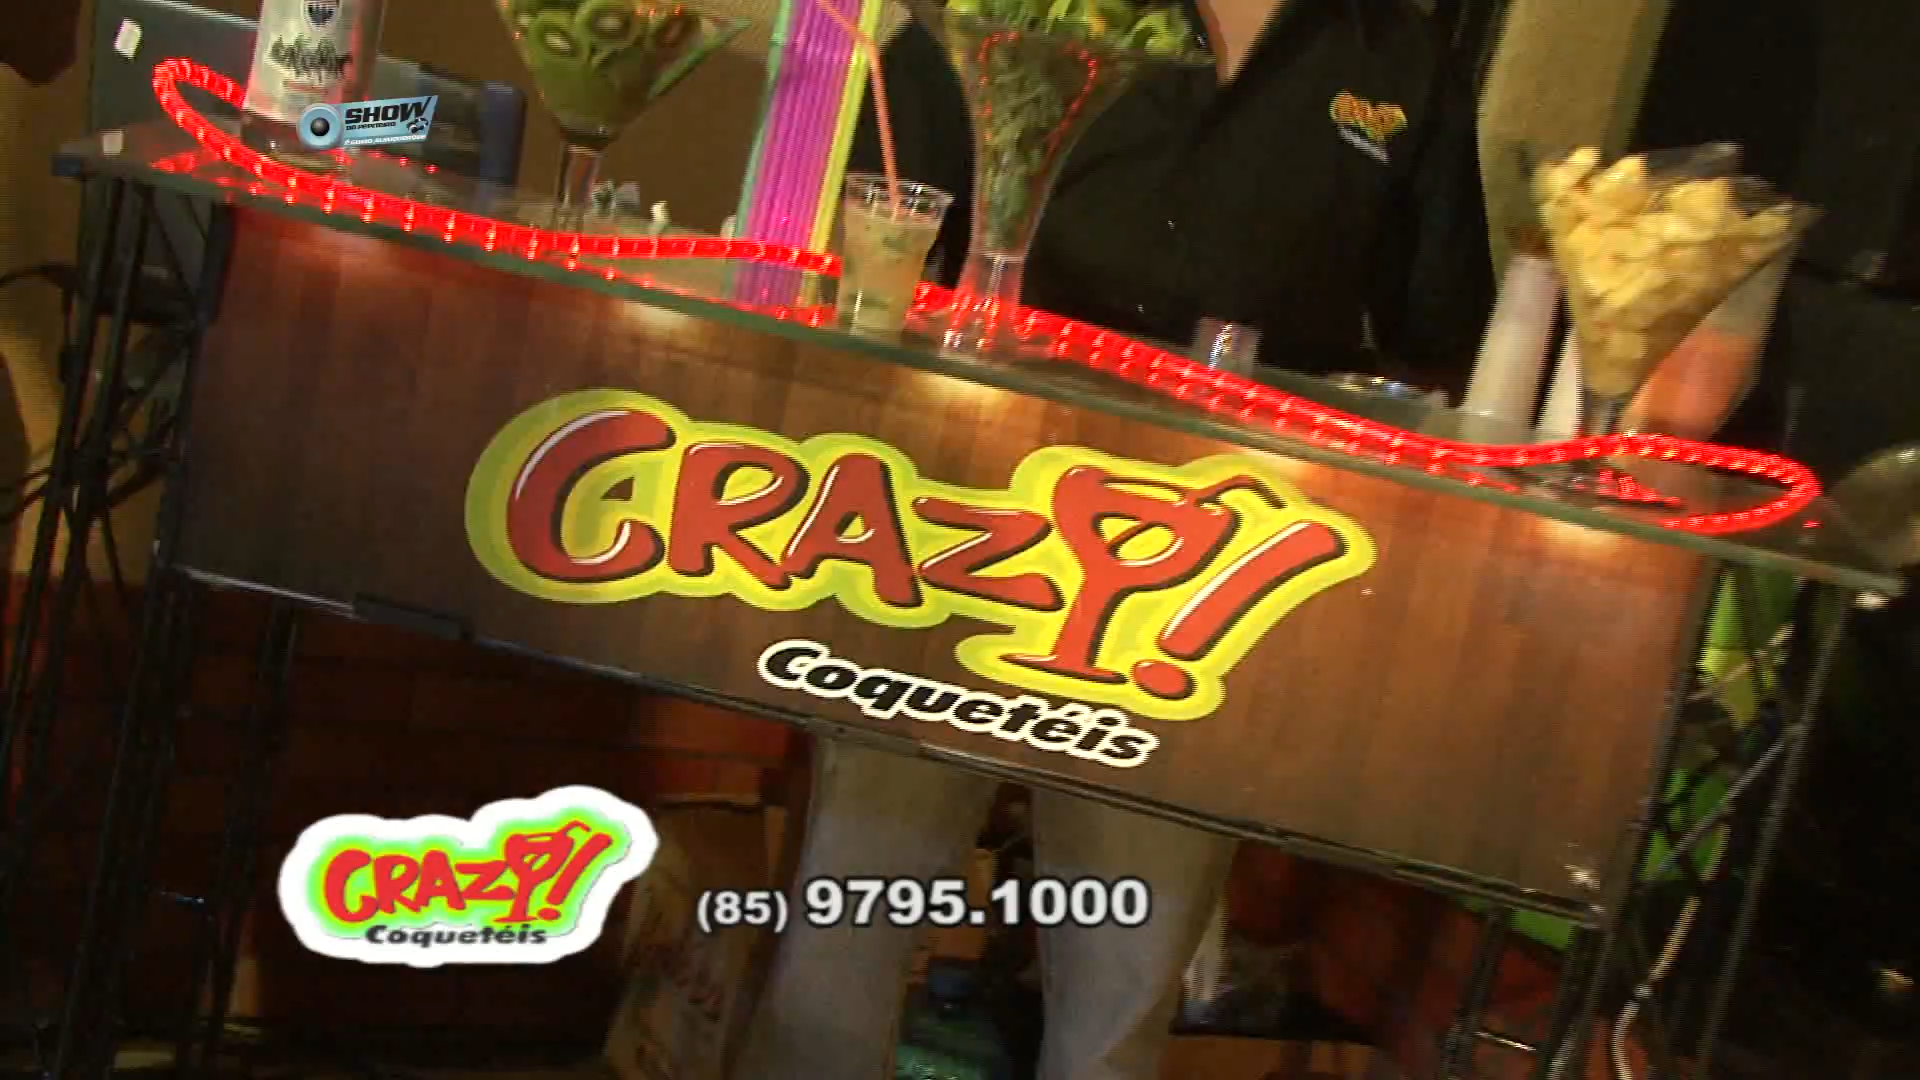 SHOW
CRAZY!
Coquetéis
CRAZY!
Coquetéis
(85) 9795.1000